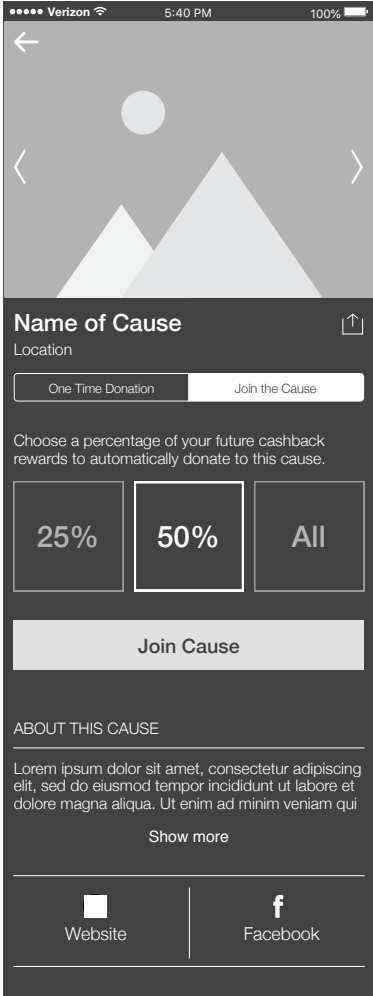 Verizon 5:40 PM 100%
Name of Cause
Location
One Time Donation Join the Cause
Choose a percentage of your future cashback
rewards to automatically donate to this cause.
25% 50% All
Join Cause
ABOUT THIS CAUSE
Lorem ipsum dolor sit amet, consectetur adipiscing
elit, sed do eiusmod tempor incididunt ut labore et
dolore magna aliqua. Ut enim ad minim veniam qui
Show more
f
Website Facebook